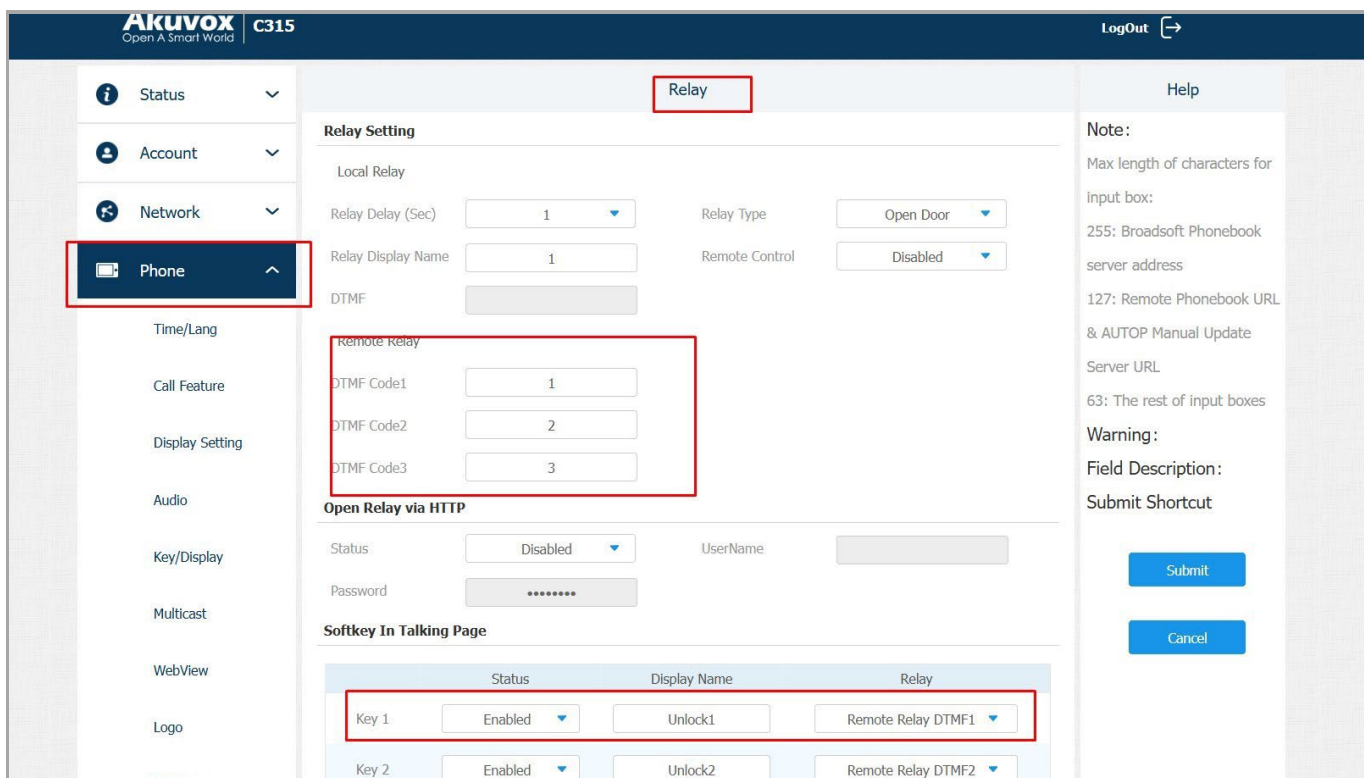 Akuvox
Open A Smart World
C315
LogOut
Status
Account
Network
Phone
Time/Lang
Call Feature
Display Setting
Audio
Key/Display
Multicast
WebView
Logo
Relay
Relay Setting
Local Relay
Relay Delay (Sec) 1 Relay Type Open Door
Relay Display Name 1 Remote Control Disabled
DTMF
Remote Relay
DTMF Code1 1
DTMF Code2 2
DTMF Code3 3
Open Relay via HTTP
Status Disabled UserName
Password ••••••••
Softkey In Talking Page
Status Display Name Relay
Key 1 Enabled Unlock1 Remote Relay DTMF1
Key 2 Enabled Unlock2 Remote Relay DTMF2
Help
Note:
Max length of characters for
input box:
255: Broadsoft Phonebook
server address
127: Remote Phonebook URL
& AUTOP Manual Update
Server URL
63: The rest of input boxes
Warning:
Field Description:
Submit Shortcut
Submit
Cancel